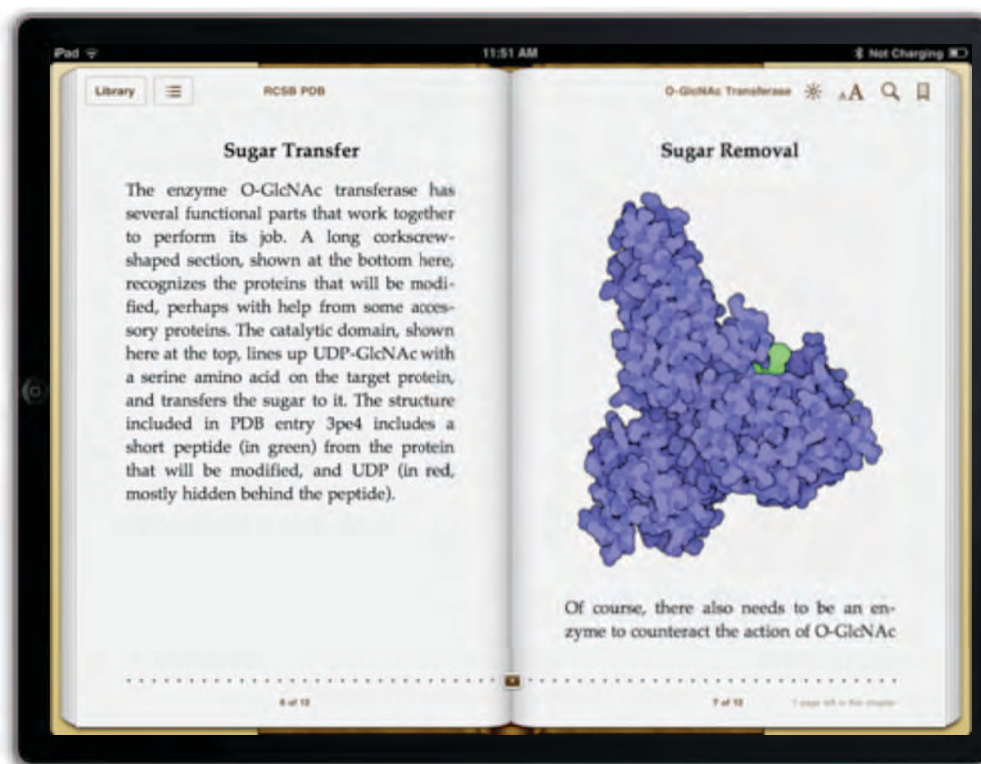 iPad
11:51 AM
Not Charging
Library
RCSB PDB
O-GlcNAc Transferase
AA
Sugar Transfer
The enzyme O-GlcNAc transferase has
several functional parts that work together
to perform its job. A long corkscrew-
shaped section, shown at the bottom here,
recognizes the proteins that will be modi-
fied, perhaps with help from some acces-
sory proteins. The catalytic domain, shown
here at the top, lines up UDP-GlcNAc with
a serine amino acid on the target protein,
and transfers the sugar to it. The structure
included in PDB entry 3pe4 includes a
short peptide (in green) from the protein
that will be modified, and UDP (in red,
mostly hidden behind the peptide).
6 of 12
Sugar Removal
Of course, there also needs to be an en-
zyme to counteract the action of O-GlcNAc
7 of 12
1 page left in this chapter